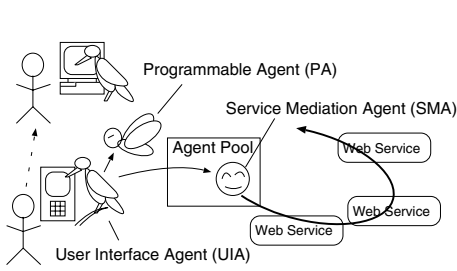 Programmable Agent (PA)
Service Mediation Agent (SMA)
Agent Pool
Web Service
Web Service
Web Service
User Interface Agent (UIA)